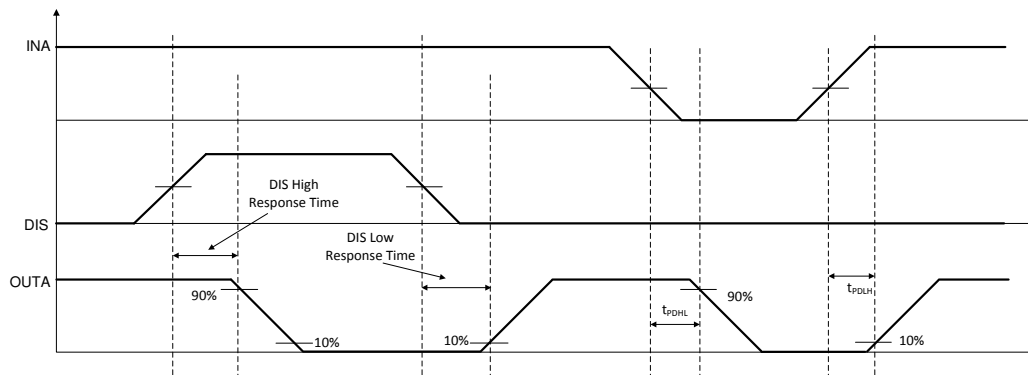 INA
DIS High
Response Time
DIS
DIS Low
Response Time
OUTA
90%
10%
10%
tPDHL
90%
tPDLH
10%